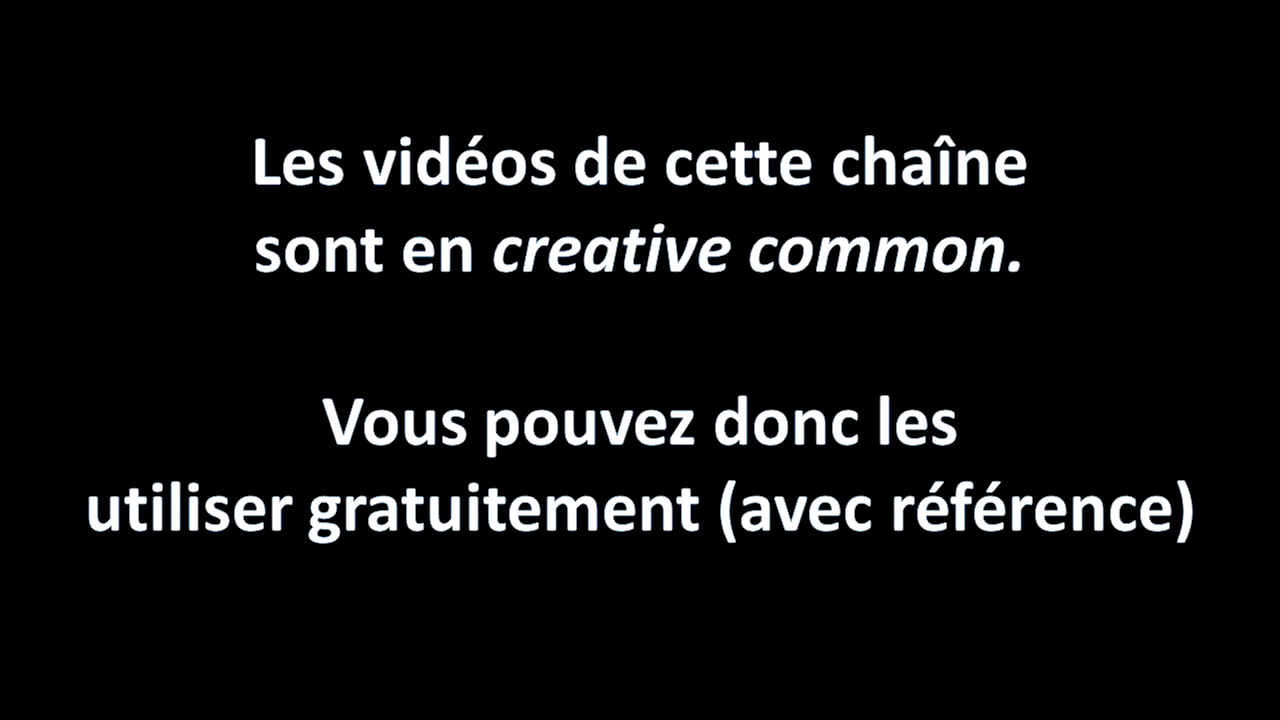 Les vidéos de cette chaîne
sont en creative common.
Vous pouvez donc les
utiliser gratuitement (avec référence)